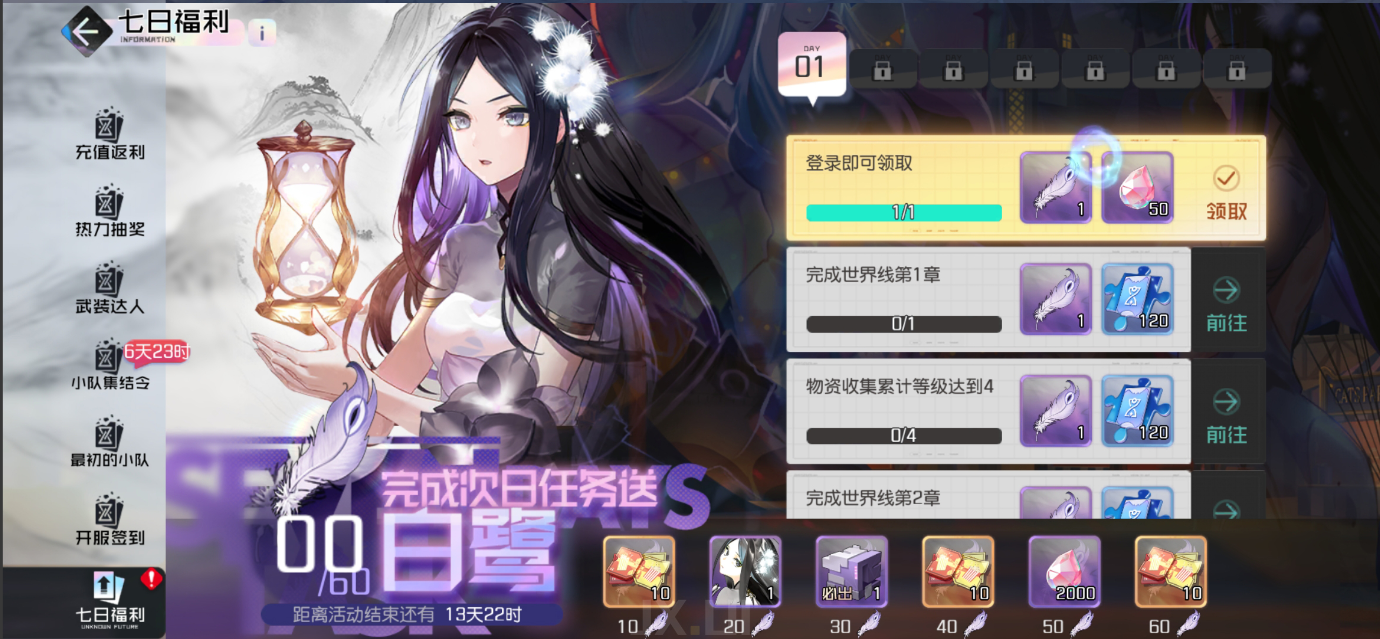 七日福利
INFORMATION
i
充值返利
热力抽奖
武装达人
6天23时
小队集结令
最初的小队
开服签到
七日福利
UNKNOWN FUTURE
DAY
01
登录即可领取
1/1
1
50
领取
完成世界线第1章
0/1
1
120
前往
物资收集累计等级达到4
0/4
1
120
前往
完成世界线第2章
完成次日任务送
白鹭
00
/60
距离活动结束还有 13天22时
10
1
必出 1
10
2000
10
10
20
30
40
50
60